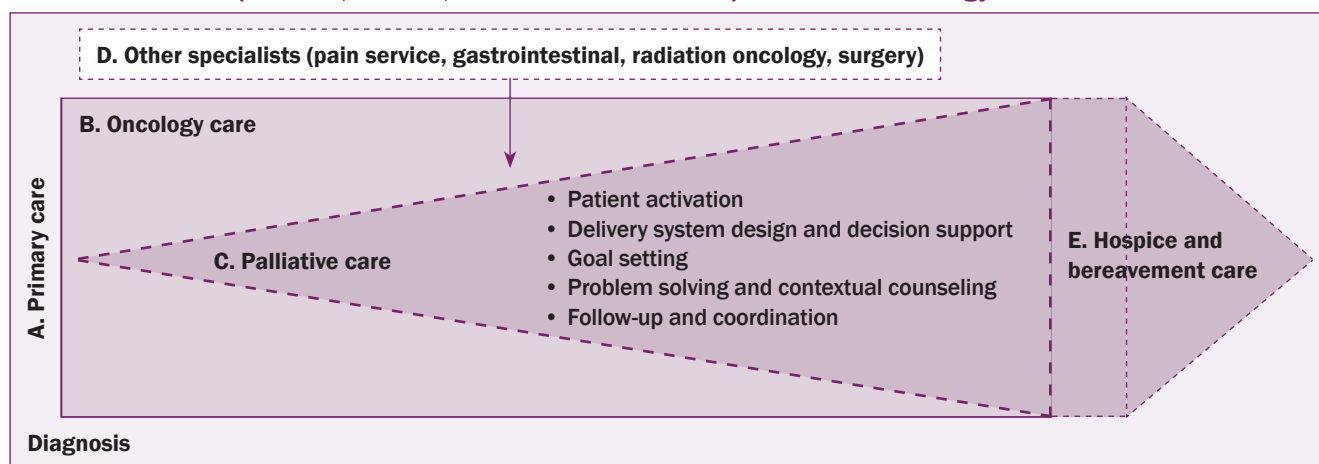 D. Other specialists (pain service, gastrointestinal, radiation oncology, surgery)
B. Oncology care
A. Primary care
C. Palliative care
• Patient activation
• Delivery system design and decision support
• Goal setting
• Problem solving and contextual counseling
• Follow-up and coordination
E. Hospice and
bereavement care
Diagnosis